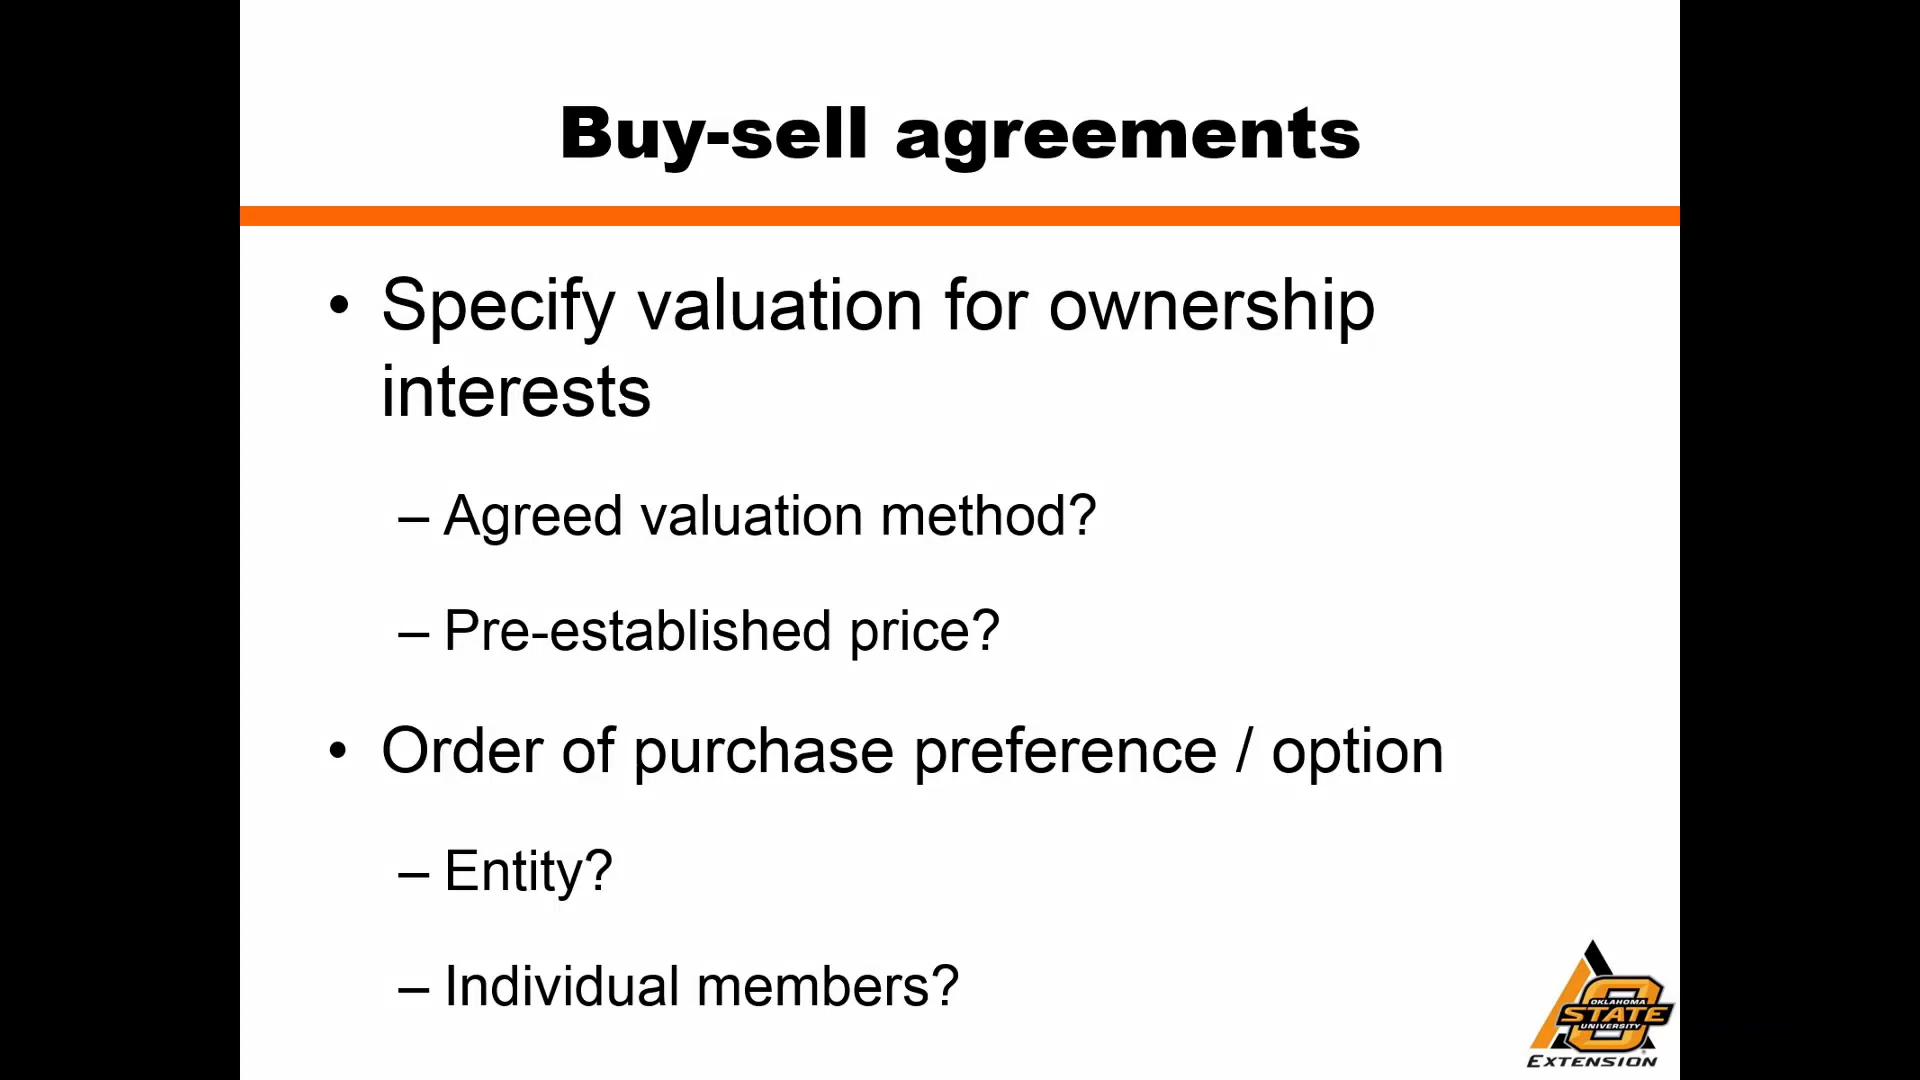 Buy-sell agreements
• Specify valuation for ownership
interests
– Agreed valuation method?
– Pre-established price?
• Order of purchase preference / option
– Entity?
– Individual members?
OKLAHOMA
STATE
UNIVERSITY
EXTENSION